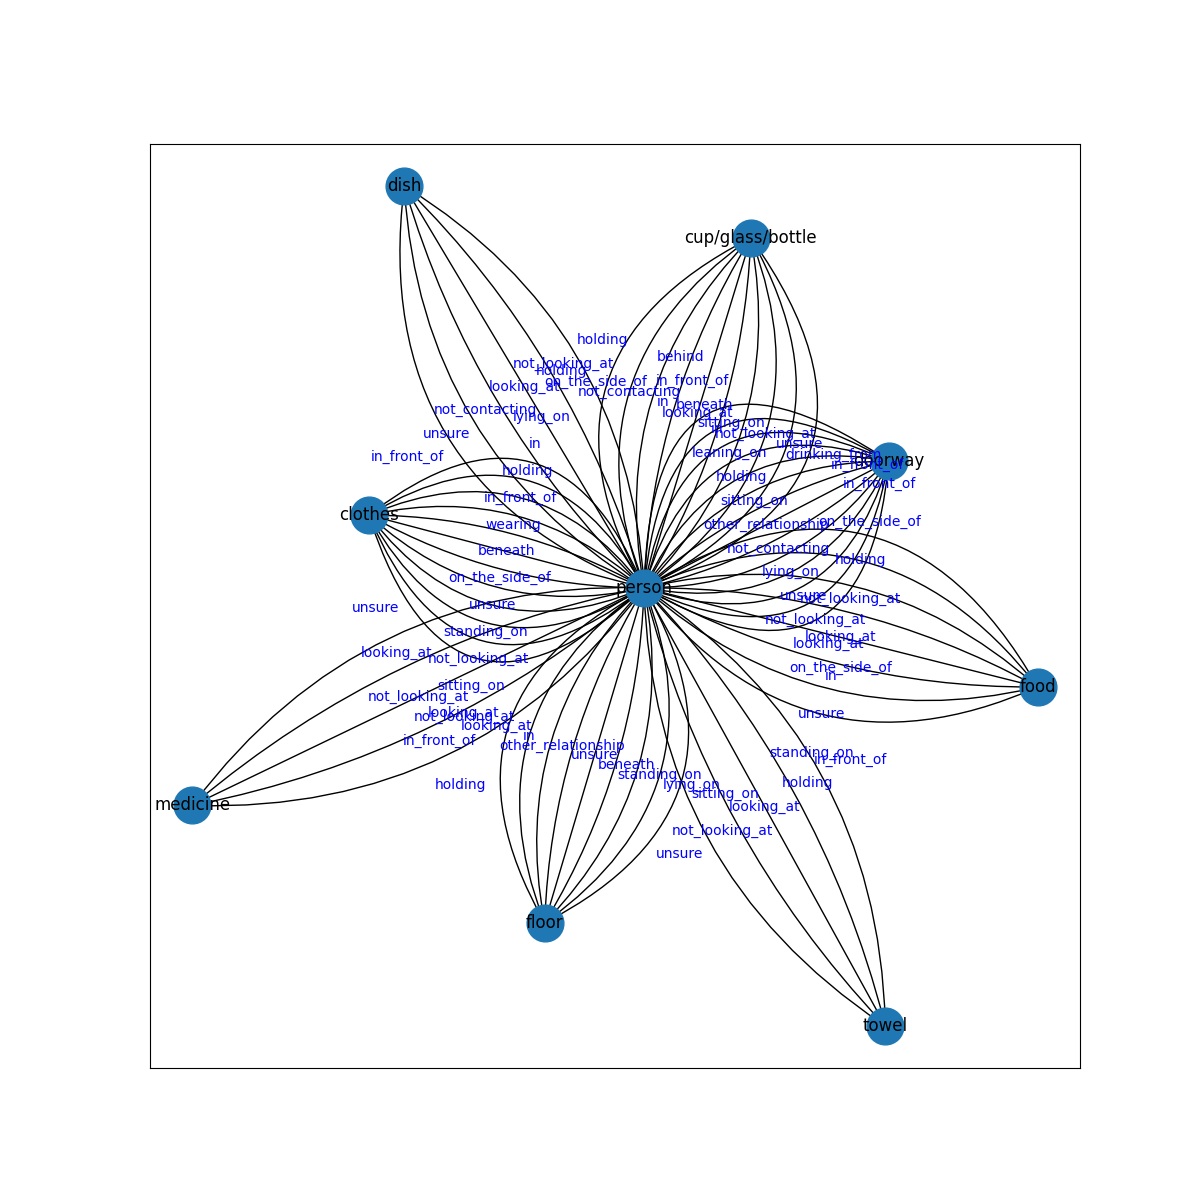 dish
cup/glass/bottle
holding
behind
not_looking_at
holding
on_the_side_of
in_front_of
looking_at
not_contacting
in
beneath
not_contacting
looking_at
lying_on
sitting_on
unsure
not_looking_at
in
unsure
leaning_on
drinking_from
in_front_of
doorway
in_front_of
holding
holding
in_front_of
in_front_of
sitting_on
clothes
wearing
other_relationship
on_the_side_of
beneath
not_contacting
holding
on_the_side_of
lying_on
person
unsure
unsure
unsure
not_looking_at
standing_on
not_looking_at
looking_at
looking_at
looking_at
not_looking_at
on_the_side_of
in
sitting_on
food
not_looking_at
looking_at
not_looking_at
unsure
looking_at
in
in_front_of
other_relationship
unsure
standing_on
in_front_of
beneath
standing_on
holding
lying_on
holding
sitting_on
medicine
looking_at
not_looking_at
unsure
floor
towel